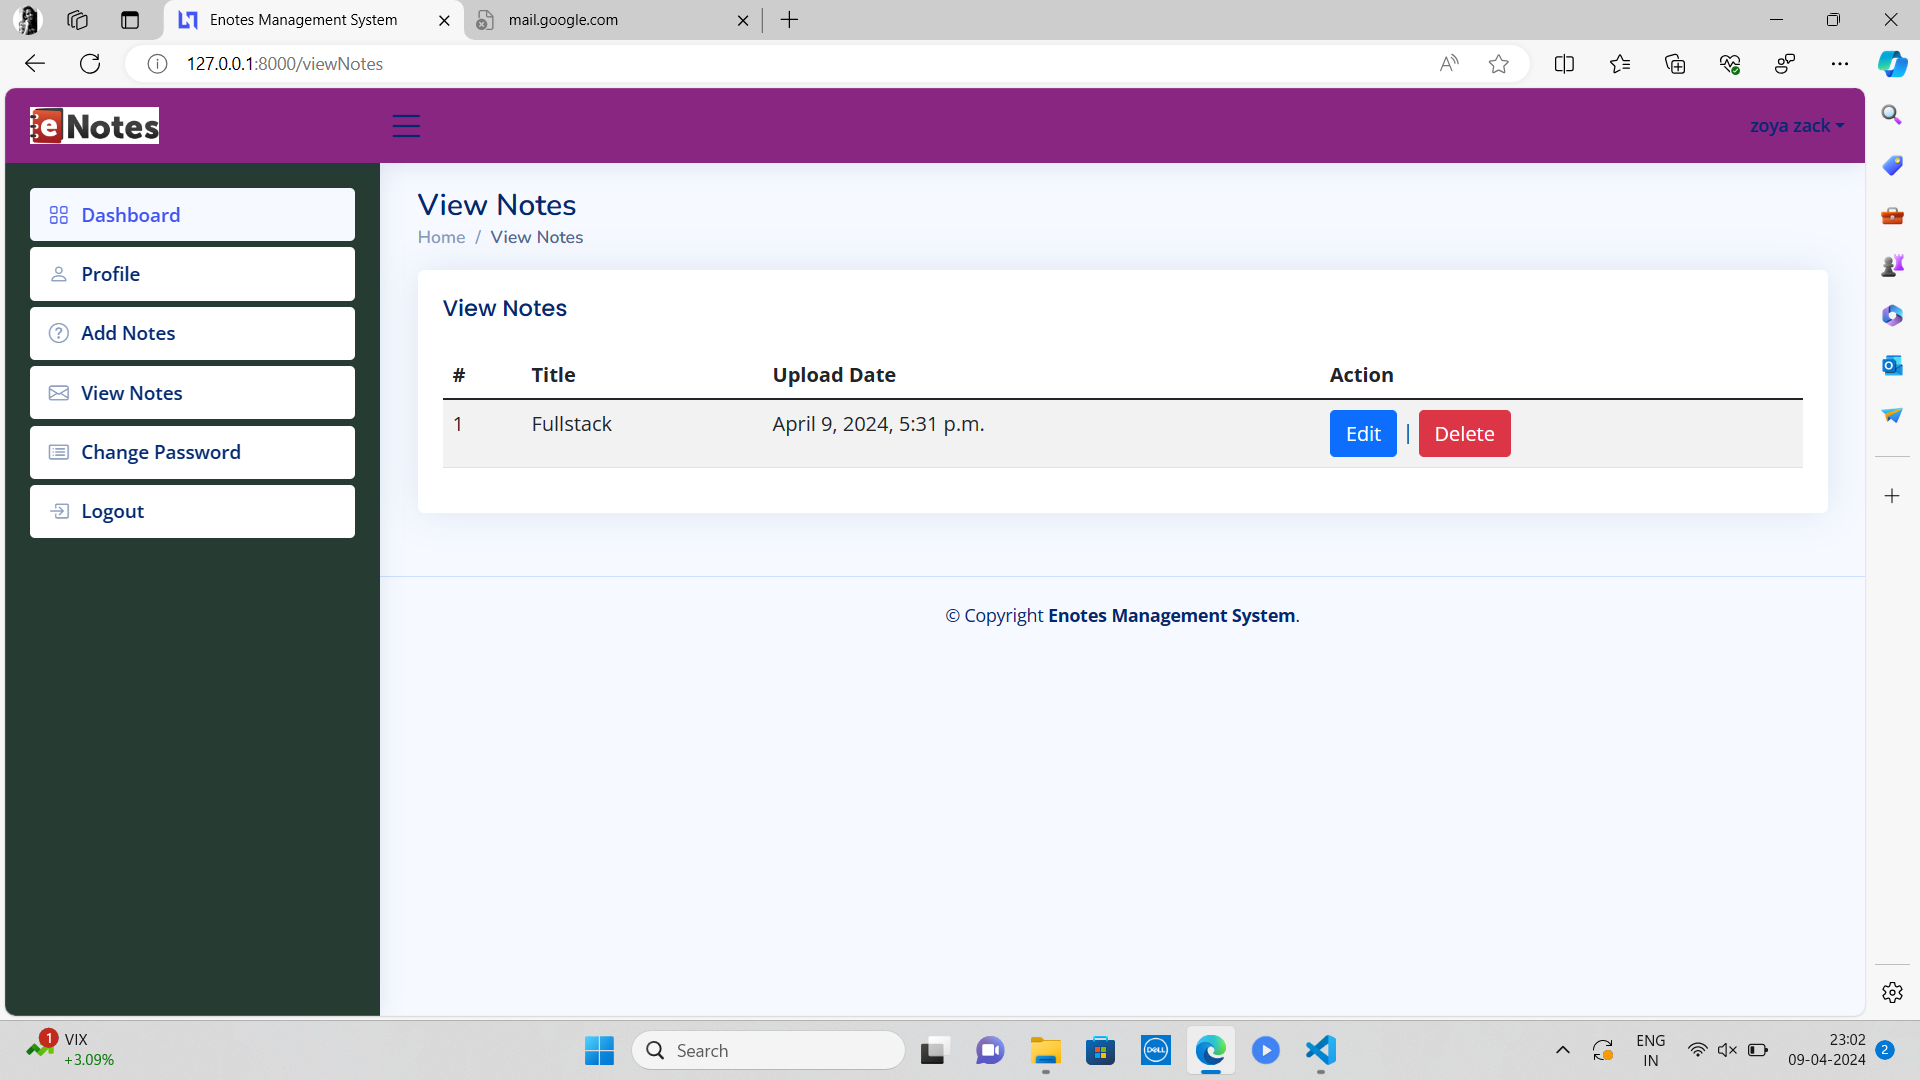 Enotes Management System
mail.google.com
127.0.0.1:8000/viewNotes
eNotes
zoya zack
Dashboard
Profile
Add Notes
View Notes
Change Password
Logout
View Notes
Home / View Notes
View Notes
# Title Upload Date Action
1 Fullstack April 9, 2024, 5:31 p.m. Edit | Delete
© Copyright Enotes Management System.
1
VIX
+3.09%
Search
DELL
ENG
IN
23:02
09-04-2024
2